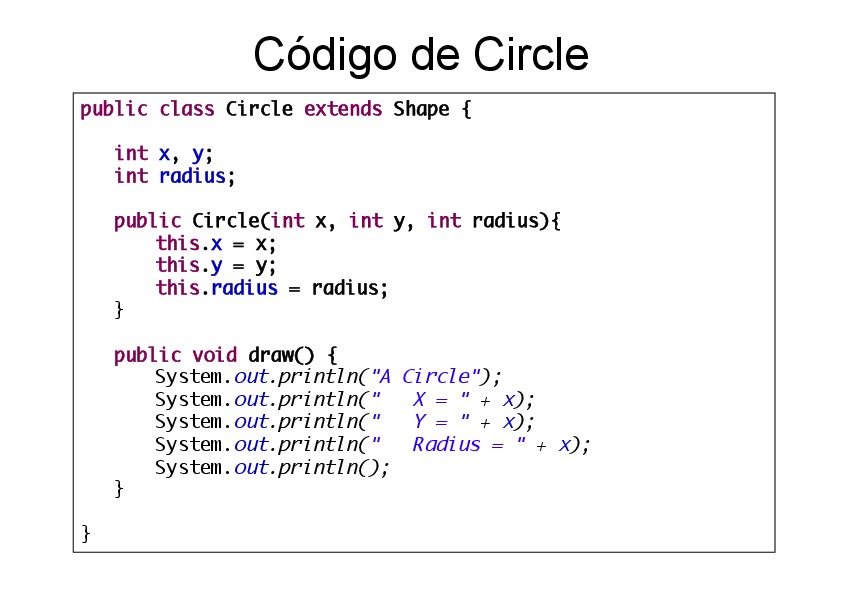 Código de Circle
public class Circle extends Shape {
int x, y;
int radius;
public Circle(int x, int y, int radius){
this.x = x;
this.y = y;
this.radius = radius;
}
public void draw() {
System.out.println("A Circle");
System.out.println("   X = " + x);
System.out.println("   Y = " + x);
System.out.println("   Radius = " + x);
System.out.println();
}
}